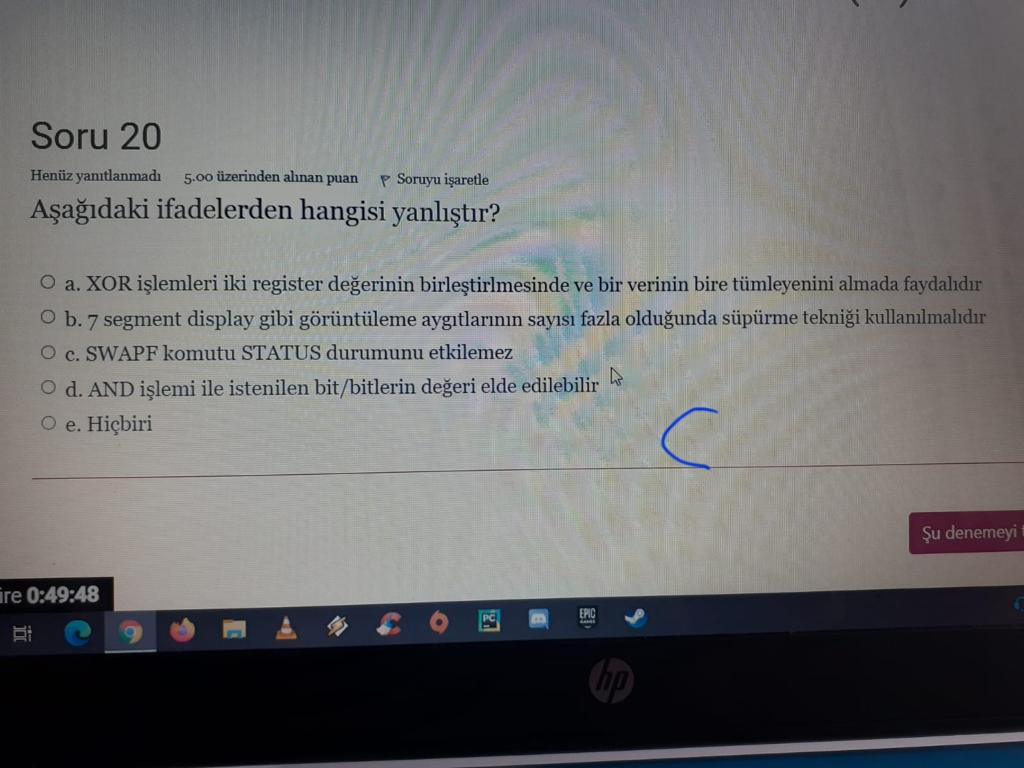 Soru 20
Henüz yanıtlanmadı 5.00 üzerinden alınan puan Soruyu işaretle
Aşağıdaki ifadelerden hangisi yanlıştır?
a. XOR işlemleri iki register değerinin birleştirlmesinde ve bir verinin bire tümleyenini almada faydalıdır
b. 7 segment display gibi görüntüleme aygıtlarının sayısı fazla olduğunda süpürme tekniği kullanılmalıdır
c. SWAPF komutu STATUS durumunu etkilemez
d. AND işlemi ile istenilen bit/bitlerin değeri elde edilebilir
e. Hiçbiri
C
Şu denemeyi
0:49:48
PC
EPIC
GAMES
hp